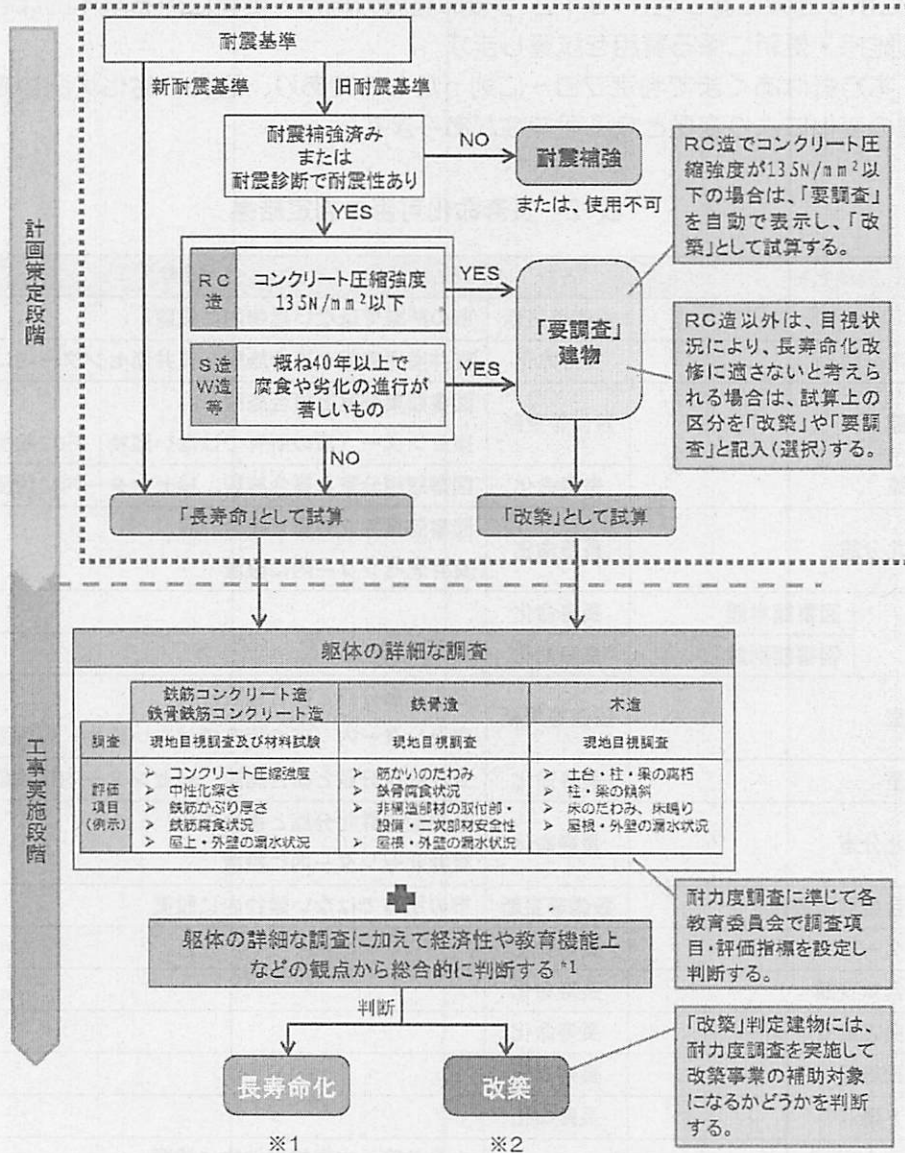 耐震基準
新耐震基準
旧耐震基準
耐震補強済み
または
耐震診断で耐震性あり
NO
耐震補強
または、使用不可
YES
RC造
コンクリート圧縮強度
13.5N/mm²以下
YES
S造
W造
等
概ね40年以上で
腐食や劣化の進行が
著しいもの
YES
「要調査」
建物
NO
「長寿命」として試算
「改築」として試算
RC造でコンクリート圧
縮強度が13.5N/mm²以
下の場合は、「要調査」
を自動で表示し、「改
築」として試算する。
RC造以外は、目視状
況により、長寿命化改
修に適さないと考えら
れる場合は、試算上の
区分を「改築」や「要調
査」と記入(選択)する。
計画策定段階
工事実施段階
躯体の詳細な調査
鉄筋コンクリート造
鉄骨鉄筋コンクリート造
鉄骨造
木造
調査
現地目視調査及び材料試験
現地目視調査
現地目視調査
評価
項目
(例示)
➢ コンクリート圧縮強度
➢ 中性化深さ
➢ 鉄筋かぶり厚さ
➢ 鉄筋腐食状況
➢ 屋上・外壁の漏水状況
➢ 筋かいのたわみ
➢ 鉄骨腐食状況
➢ 非構造部材の取付部・
設備・二次部材安全性
➢ 屋根・外壁の漏水状況
➢ 土台・柱・梁の腐朽
➢ 柱・梁の傾斜
➢ 床のたわみ、床鳴り
➢ 屋根・外壁の漏水状況
躯体の詳細な調査に加えて経済性や教育機能上
などの観点から総合的に判断する *1
判断
長寿命化
改築
※1
※2
耐力度調査に準じて各
教育委員会で調査項
目・評価指標を設定し
判断する。
「改築」判定建物には、
耐力度調査を実施して
改築事業の補助対象
になるかどうかを判断
する。